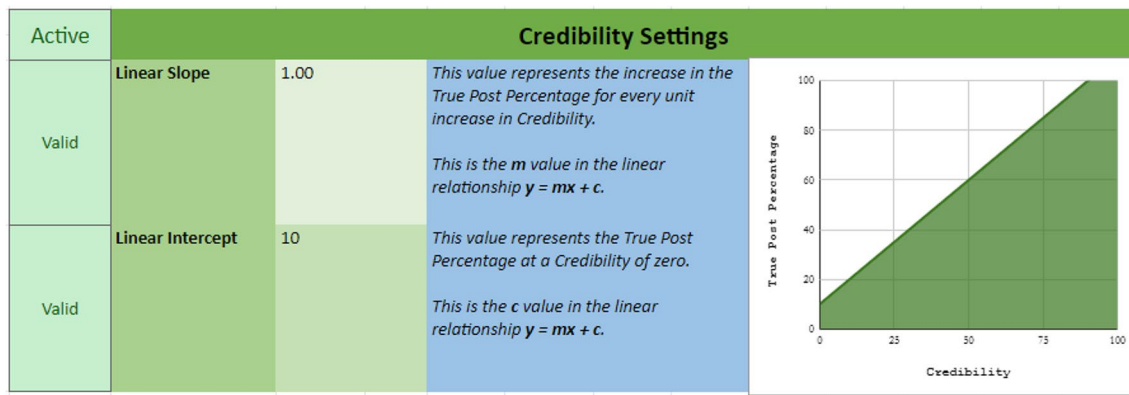 Active
Credibility Settings
Valid
Linear Slope
1.00
This value represents the increase in the
True Post Percentage for every unit
increase in Credibility.
This is the m value in the linear
relationship y = mx + c.
Valid
Linear Intercept
10
This value represents the True Post
Percentage at a Credibility of zero.
This is the c value in the linear
relationship y = mx + c.
True Post Percentage
100
80
60
40
20
0
0
25
50
75
100
Credibility